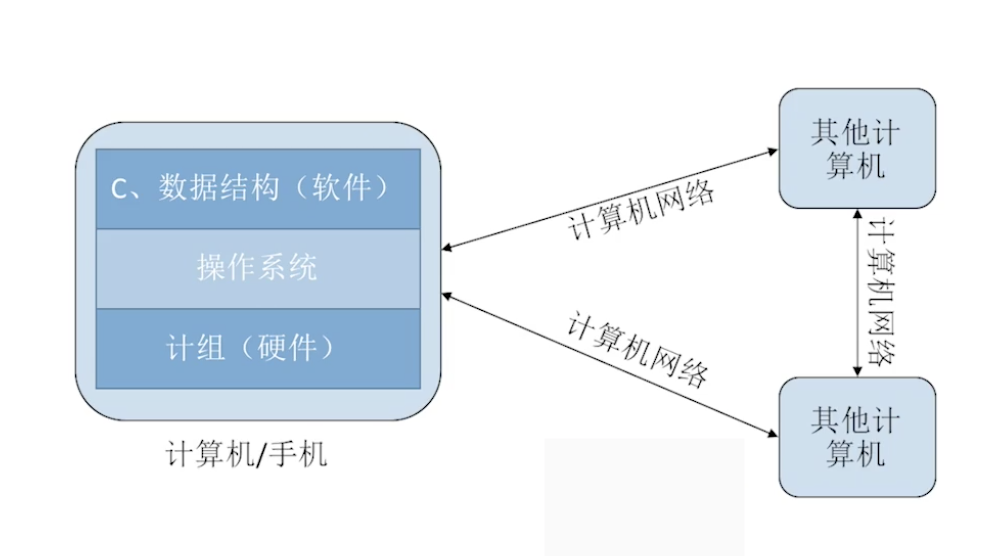 C、数据结构（软件）
操作系统
计组（硬件）
计算机/手机
计算机网络
计算机网络
其他计
算机
计算机网络
其他计
算机